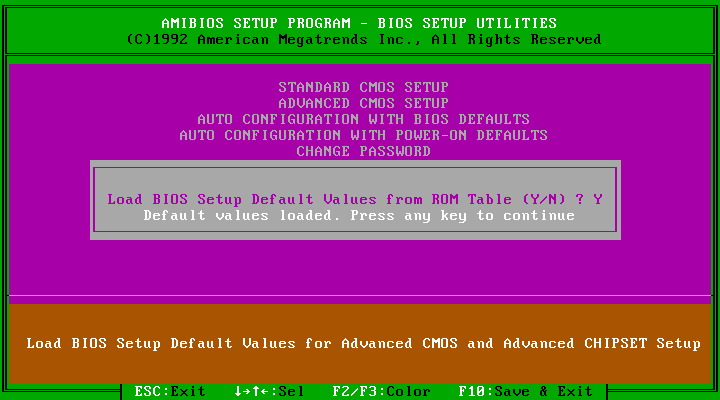 AMIBIOS SETUP PROGRAM - BIOS SETUP UTILITIES
(C)1992 American Megatrends Inc., All Rights Reserved
STANDARD CMOS SETUP
ADVANCED CMOS SETUP
AUTO CONFIGURATION WITH BIOS DEFAULTS
AUTO CONFIGURATION WITH POWER-ON DEFAULTS
CHANGE PASSWORD
Load BIOS Setup Default Values from ROM Table (Y/N) ? Y
Default values loaded. Press any key to continue
Load BIOS Setup Default Values for Advanced CMOS and Advanced CHIPSET Setup
ESC:Exit ↓→↑←:Sel F2/F3:Color F10:Save & Exit